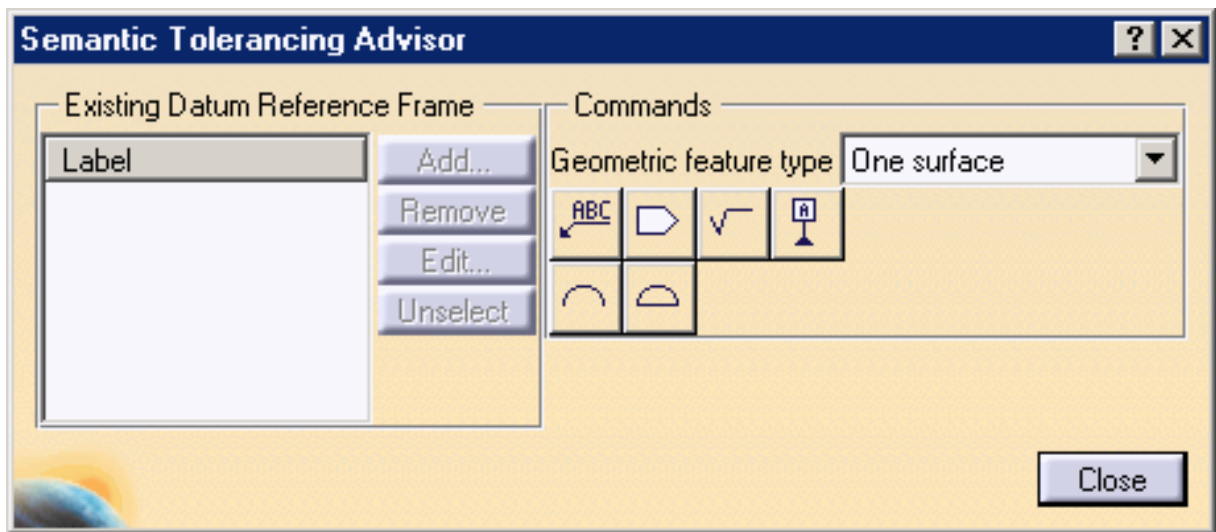 Semantic Tolerancing Advisor
?
Existing Datum Reference Frame
Commands
Label
Add...
Remove
Edit...
Unselect
Geometric feature type One surface
ABC
A
Close